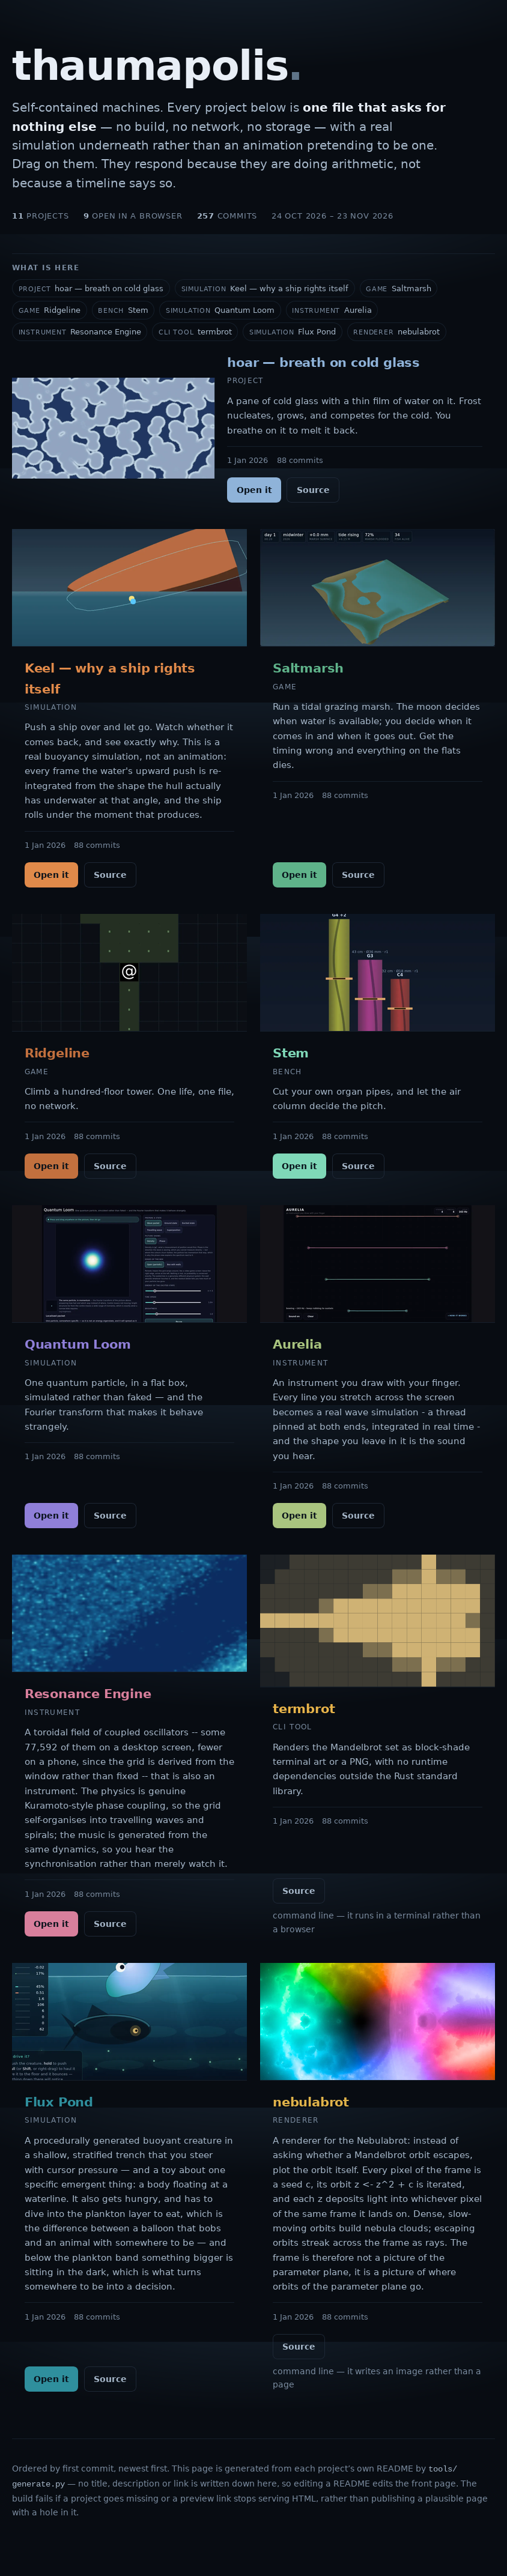 thaumapolis.
Self-contained machines. Every project below is one file that asks for
nothing else — no build, no network, no storage — with a real
simulation underneath rather than an animation pretending to be one.
Drag on them. They respond because they are doing arithmetic, not
because a timeline says so.
11 PROJECTS 9 OPEN IN A BROWSER 257 COMMITS 24 OCT 2026 – 23 NOV 2026
WHAT IS HERE
PROJECT hoar — breath on cold glass SIMULATION Keel — why a ship rights itself GAME Saltmarsh
GAME Ridgeline BENCH Stem SIMULATION Quantum Loom INSTRUMENT Aurelia
INSTRUMENT Resonance Engine CLI TOOL termbrot SIMULATION Flux Pond RENDERER nebulabrot
hoar — breath on cold glass
PROJECT
A pane of cold glass with a thin film of water on it. Frost
nucleates, grows, and competes for the cold. You
breathe on it to melt it back.
1 Jan 2026 88 commits
Open it Source
Keel — why a ship rights
itself
SIMULATION
Push a ship over and let go. Watch whether it
comes back, and see exactly why. This is a
real buoyancy simulation, not an animation:
every frame the water's upward push is re-
integrated from the shape the hull actually
has underwater at that angle, and the ship
rolls under the moment that produces.
1 Jan 2026 88 commits
Open it Source
day 1 midwinter +0.0 mm tide rising 72% 34
Saltmarsh
GAME
Run a tidal grazing marsh. The moon decides
when water is available; you decide when it
comes in and when it goes out. Get the
timing wrong and everything on the flats
dies.
1 Jan 2026 88 commits
Open it Source
@
Ridgeline
GAME
Climb a hundred-floor tower. One life, one file,
no network.
1 Jan 2026 88 commits
Open it Source
G3
C4
Stem
BENCH
Cut your own organ pipes, and let the air
column decide the pitch.
1 Jan 2026 88 commits
Open it Source
Quantum Loom
Quantum Loom
SIMULATION
One quantum particle, in a flat box,
simulated rather than faked — and the
Fourier transform that makes it behave
strangely.
1 Jan 2026 88 commits
Open it Source
AURELIA
Aurelia
INSTRUMENT
An instrument you draw with your finger.
Every line you stretch across the screen
becomes a real wave simulation - a thread
pinned at both ends, integrated in real time -
and the shape you leave in it is the sound
you hear.
1 Jan 2026 88 commits
Open it Source
Resonance Engine
INSTRUMENT
A toroidal field of coupled oscillators -- some
77,592 of them on a desktop screen, fewer
on a phone, since the grid is derived from the
window rather than fixed -- that is also an
instrument. The physics is genuine
Kuramoto-style phase coupling, so the grid
self-organises into travelling waves and
spirals; the music is generated from the
same dynamics, so you hear the
synchronisation rather than merely watch it.
1 Jan 2026 88 commits
Open it Source
termbrot
CLI TOOL
Renders the Mandelbrot set as block-shade
terminal art or a PNG, with no runtime
dependencies outside the Rust standard
library.
1 Jan 2026 88 commits
Source
command line — it runs in a terminal rather than
a browser
Flux Pond
SIMULATION
A procedurally generated buoyant creature in
a shallow, stratified trench that you steer
with cursor pressure — and a toy about one
specific emergent thing: a body floating at a
waterline. It also gets hungry, and has to
dive into the plankton layer to eat, which is
the difference between a balloon that bobs
and an animal with somewhere to be — and
below the plankton band something bigger is
sitting in the dark, which is what turns
somewhere to be into a decision.
1 Jan 2026 88 commits
Open it Source
nebulabrot
RENDERER
A renderer for the Nebulabrot: instead of
asking whether a Mandelbrot orbit escapes,
plot the orbit itself. Every pixel of the frame is
a seed c, its orbit z <- z^2 + c is iterated,
and each z deposits light into whichever pixel
of the same frame it lands on. Dense, slow-
moving orbits build nebula clouds; escaping
orbits streak across the frame as rays. The
frame is therefore not a picture of the
parameter plane, it is a picture of where
orbits of the parameter plane go.
1 Jan 2026 88 commits
Source
command line — it writes an image rather than a
page
Ordered by first commit, newest first. This page is generated from each project's own README by tools/
generate.py — no title, description or link is written down here, so editing a README edits the front page. The
build fails if a project goes missing or a preview link stops serving HTML, rather than publishing a plausible page
with a hole in it.